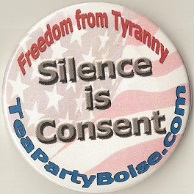 Freedom from Tyranny
Silence
is
Consent
TeaPartyBoise.com